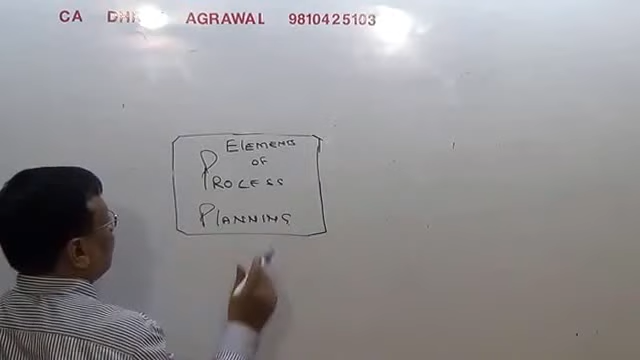 CA AGRAWAL 9810425103
ELEMENTS
OF
PROCESS
PLANNING